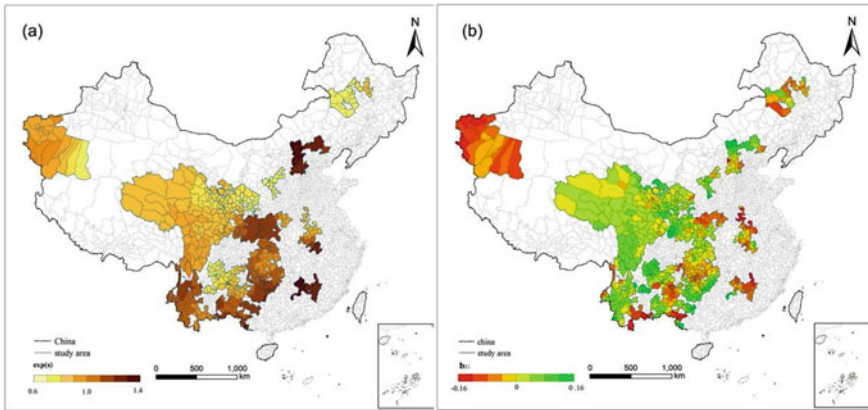 (a)
N
China
study area
exp(s)
0.6 1.0 1.4
0 500 1,000
km
(b)
N
china
study area
-0.16 0 0.16
0 500 1,000
km